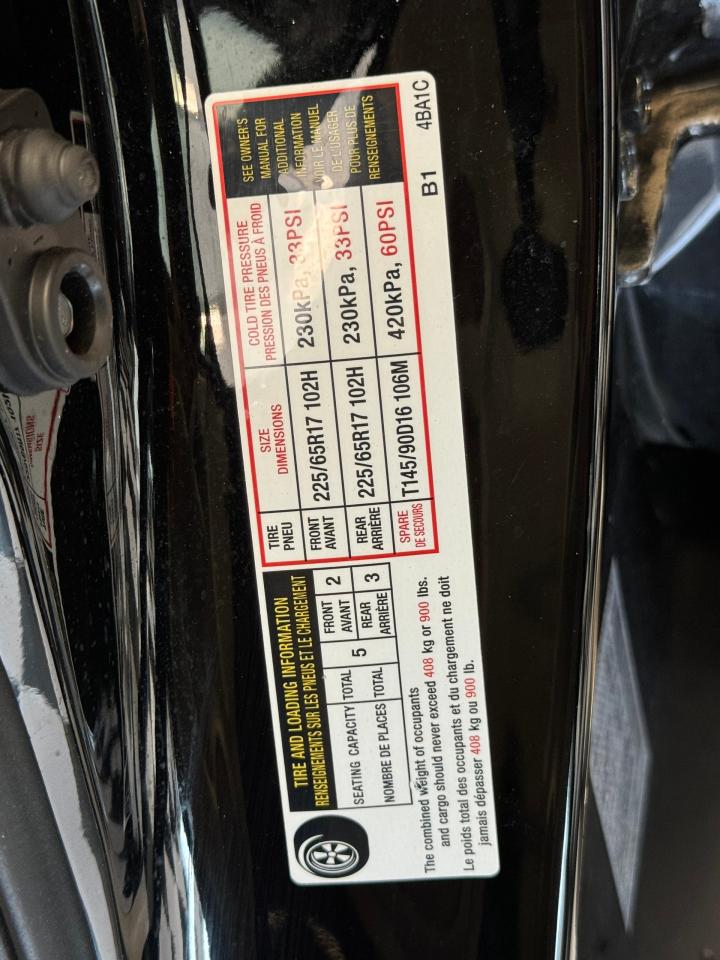 TIRE AND LOADING INFORMATION
RENSEIGNEMENTS SUR LES PNEUS ET LE CHARGEMENT
SEATING CAPACITY TOTAL 5 FRONT AVANT 2 REAR ARRIÈRE 3
NOMBRE DE PLACES TOTAL
The combined weight of occupants
and cargo should never exceed 408 kg or 900 lbs.
Le poids total des occupants et du chargement ne doit
jamais dépasser 408 kg ou 900 lb.
TIRE PNEU SIZE DIMENSIONS COLD TIRE PRESSURE PRESSION DES PNEUS À FROID
FRONT AVANT 225/65R17 102H 230kPa, 33PSI
REAR ARRIÈRE 225/65R17 102H 230kPa, 33PSI
SPARE DE SECOURS T145/90D16 106M 420kPa, 60PSI
SEE OWNER'S
MANUAL FOR
ADDITIONAL
INFORMATION
VOIR LE MANUEL
DE L'USAGER
POUR PLUS DE
RENSEIGNEMENTS
B1 4BA1C